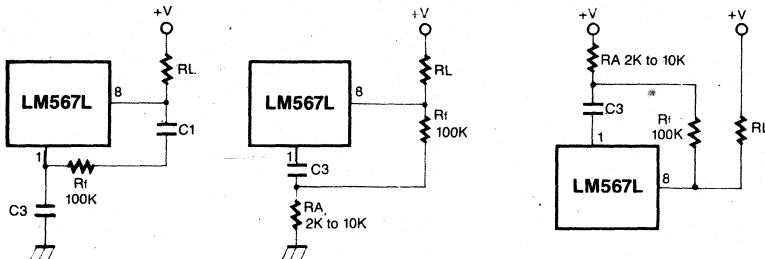 +V
RL
LM567L
8
C1
1
Rf
100K
C3
+V
RL
LM567L
8
Rf
100K
1
C3
RA
2K to 10K
+V
+V
RA 2K to 10K
C3
1
Rf
100K
RL
LM567L
8